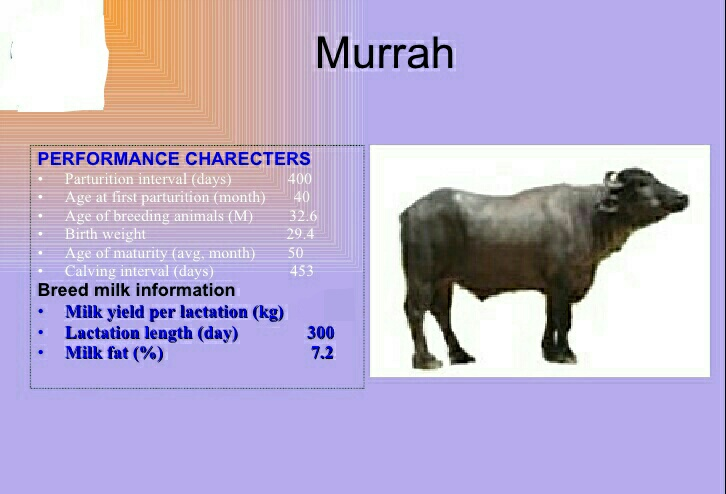 Murrah
PERFORMANCE CHARECTERS
• Parturition interval (days) 400
• Age at first parturition (month) 40
• Age of breeding animals (M) 32.6
• Birth weight 29.4
• Age of maturity (avg, month) 50
• Calving interval (days) 453
Breed milk information
• Milk yield per lactation (kg)
• Lactation length (day) 300
• Milk fat (%) 7.2